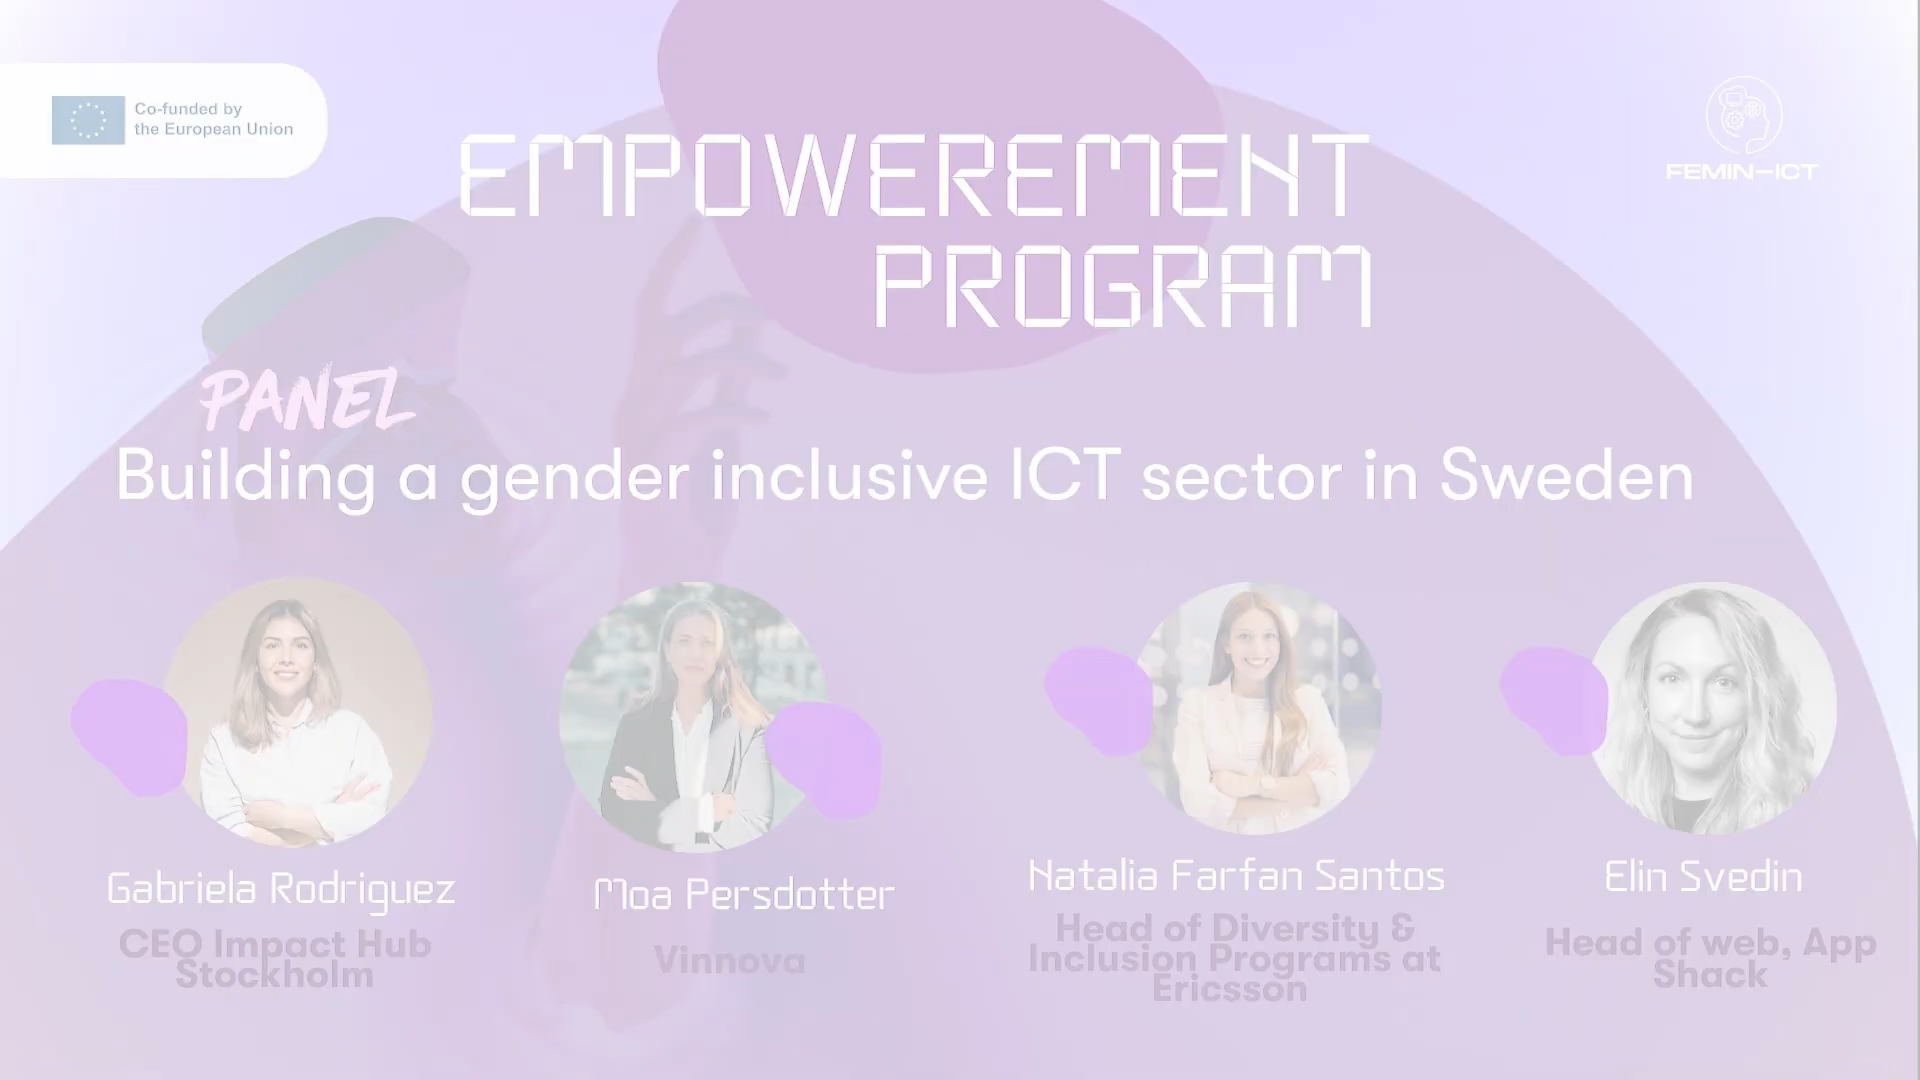 Co-funded by
the European Union
FEMIN-ICT
EMPOWEREMENT
PROGRAM
PANEL
Building a gender inclusive ICT sector in Sweden
Gabriela Rodriguez
CEO Impact Hub
Stockholm
Moa Persdotter
Vinnova
Natalia Farfan Santos
Head of Diversity &
Inclusion Programs at
Ericsson
Elin Svedin
Head of web, App
Shack